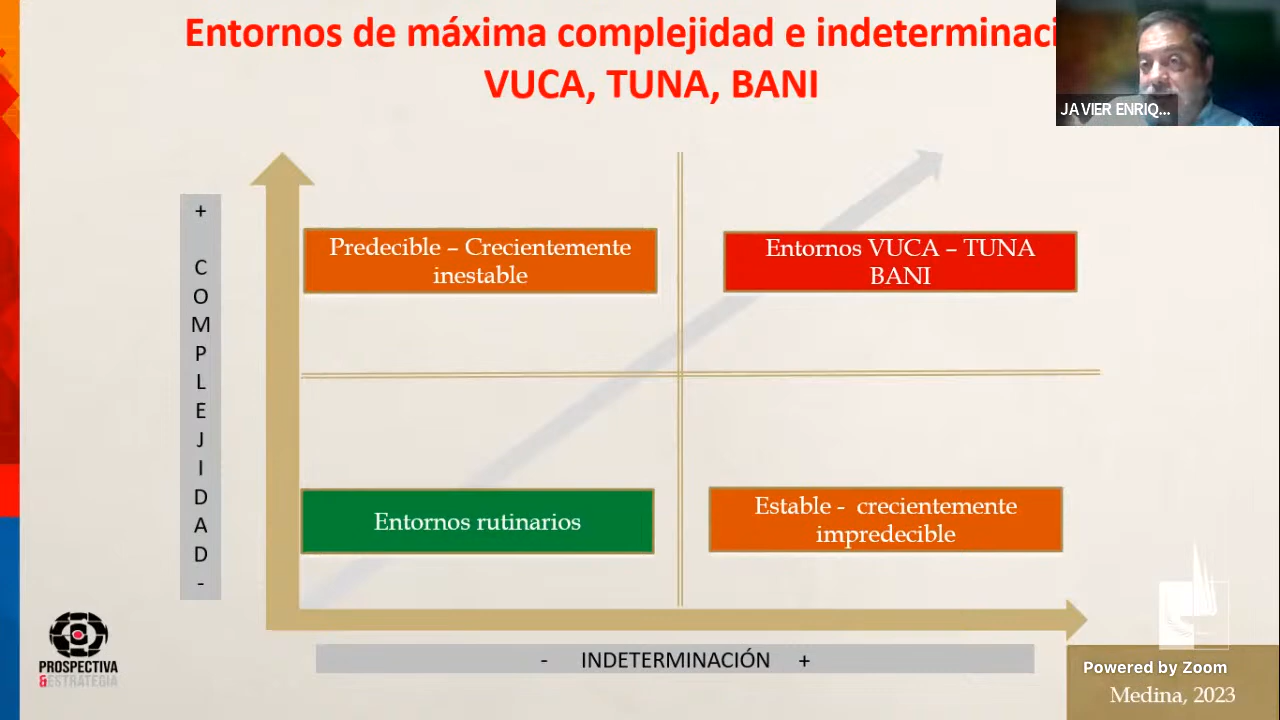 Entornos de máxima complejidad e indeterminaci
VUCA, TUNA, BANI
JAVIER ENRIQ...
+
COMPLEJIDAD
-
Predecible – Crecientemente
inestable
Entornos VUCA – TUNA
BANI
Entornos rutinarios
Estable - crecientemente
impredecible
- INDETERMINACIÓN +
PROSPECTIVA
&ESTRATEGIA
Powered by Zoom
Medina, 2023